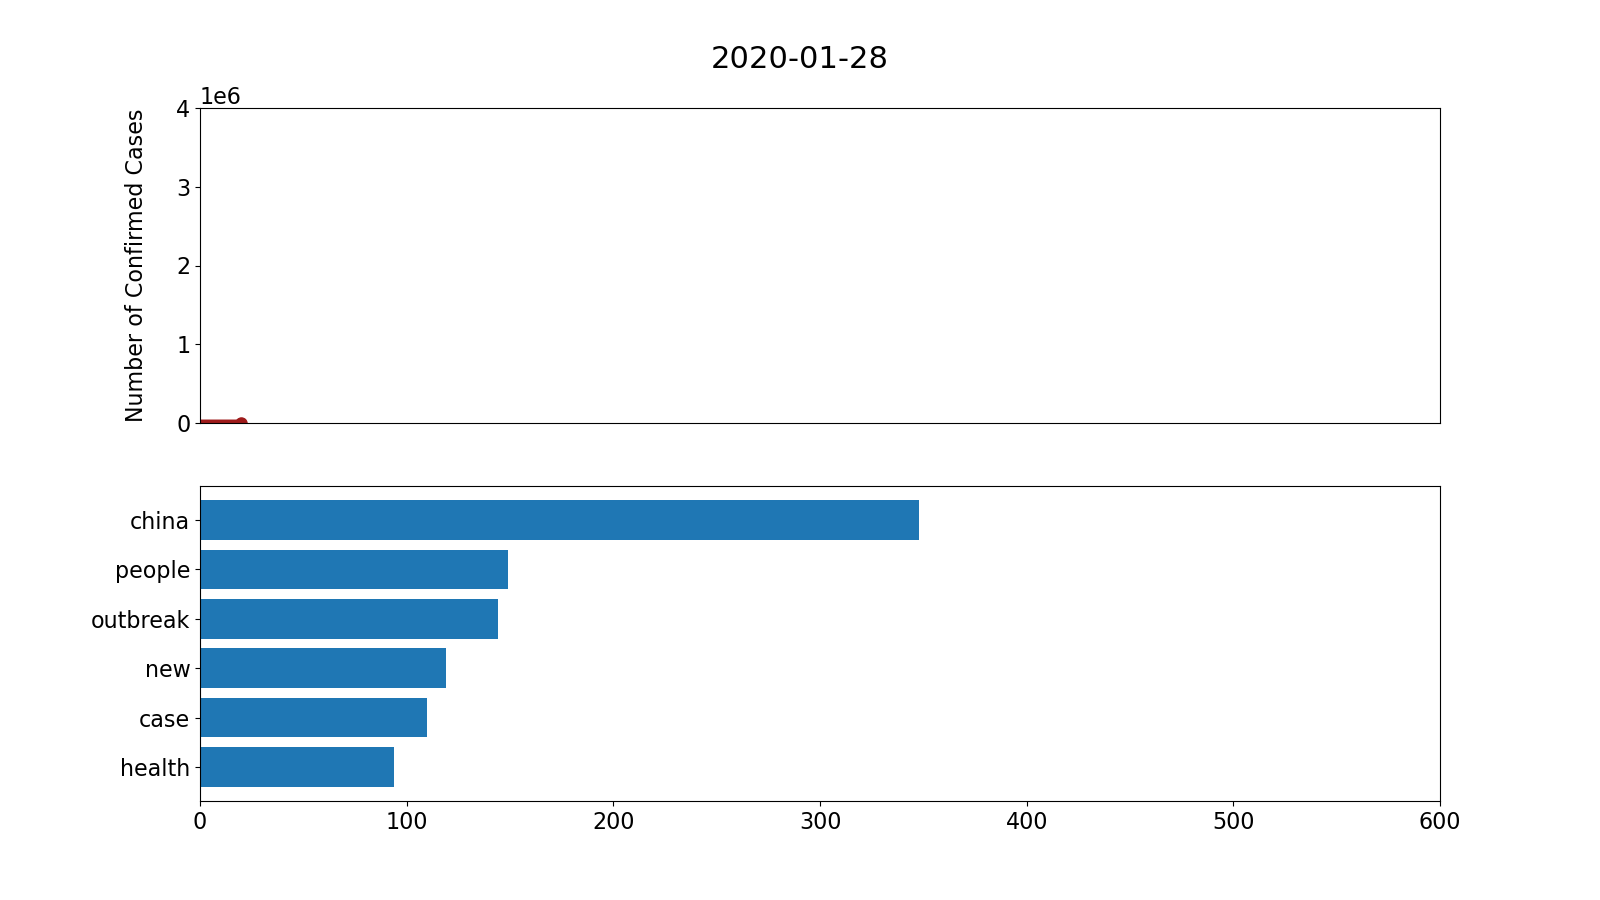 2020-01-28
1e6
Number of Confirmed Cases
4
3
2
1
0
china
people
outbreak
new
case
health
0 100 200 300 400 500 600